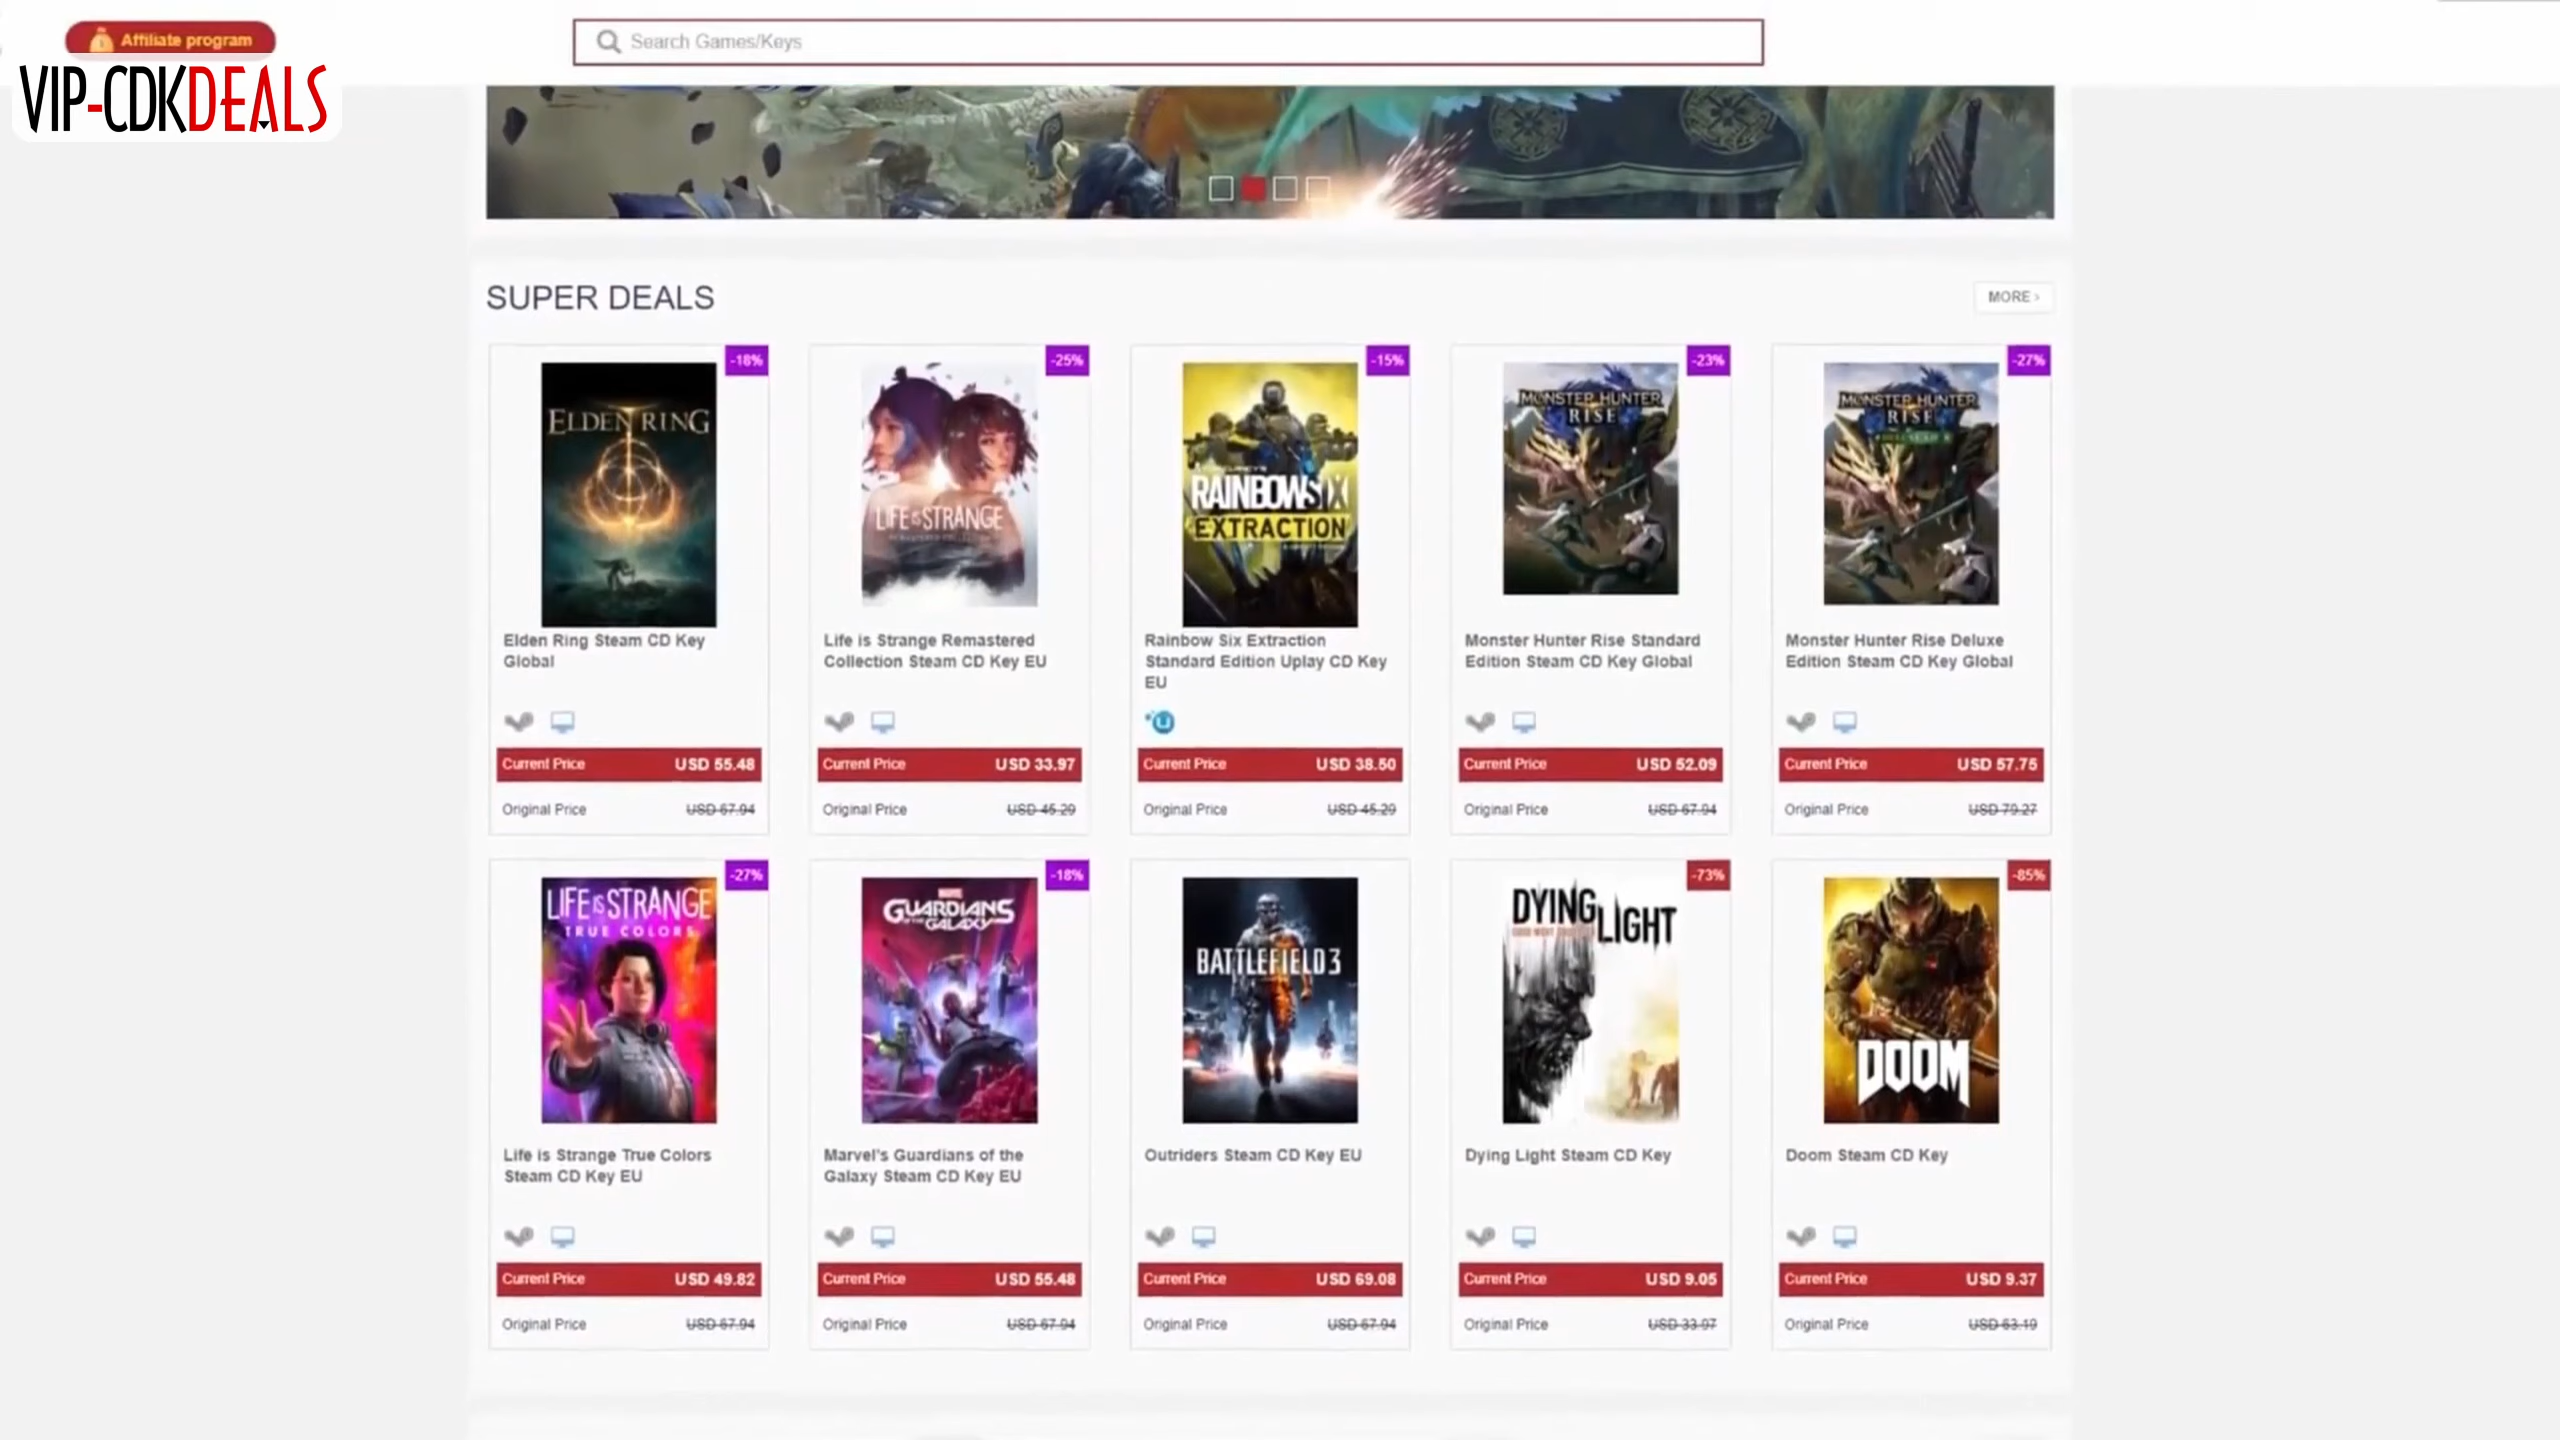 Affiliate program
Search Games/Keys
VIP-CDKDEALS
SUPER DEALS
MORE ›
-18%
ELDEN RING
Elden Ring Steam CD Key
Global
Current Price USD 55.48
Original Price USD 67.94
-25%
LIFE IS STRANGE
Life is Strange Remastered
Collection Steam CD Key EU
Current Price USD 33.97
Original Price USD 45.29
-15%
RAINBOW SIX
EXTRACTION
Rainbow Six Extraction
Standard Edition Uplay CD Key
EU
Current Price USD 38.50
Original Price USD 45.29
-23%
MONSTER HUNTER
RISE
Monster Hunter Rise Standard
Edition Steam CD Key Global
Current Price USD 52.09
Original Price USD 67.94
-27%
MONSTER HUNTER
RISE
Monster Hunter Rise Deluxe
Edition Steam CD Key Global
Current Price USD 57.75
Original Price USD 79.27
-27%
LIFE IS STRANGE
TRUE COLORS
Life is Strange True Colors
Steam CD Key EU
Current Price USD 49.82
Original Price USD 67.94
-18%
MARVEL
GUARDIANS
OF THE GALAXY
Marvel's Guardians of the
Galaxy Steam CD Key EU
Current Price USD 55.48
Original Price USD 67.94
BATTLEFIELD 3
Outriders Steam CD Key EU
Current Price USD 69.08
Original Price USD 67.94
-73%
DYING
LIGHT
Dying Light Steam CD Key
Current Price USD 9.05
Original Price USD 33.97
-85%
DOOM
Doom Steam CD Key
Current Price USD 9.37
Original Price USD 63.19